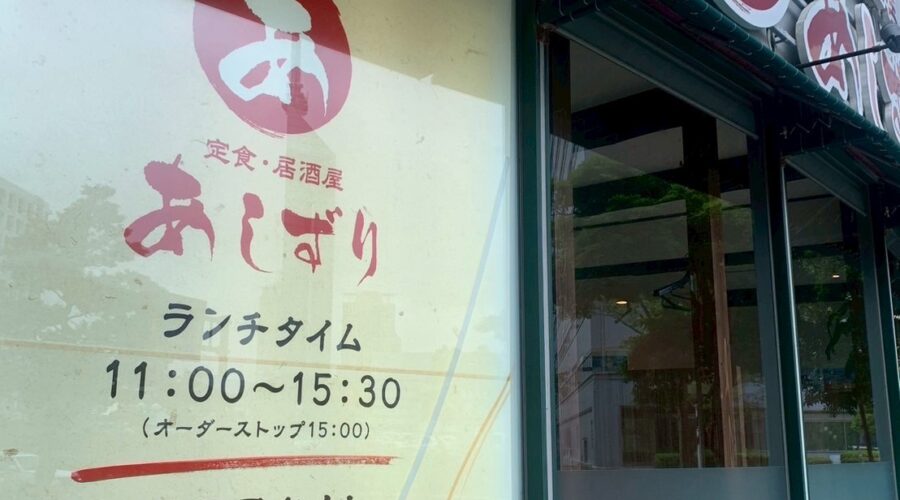 あ
定食・居酒屋
あしずり
ランチタイム
11:00〜15:30
(オーダーストップ15:00)